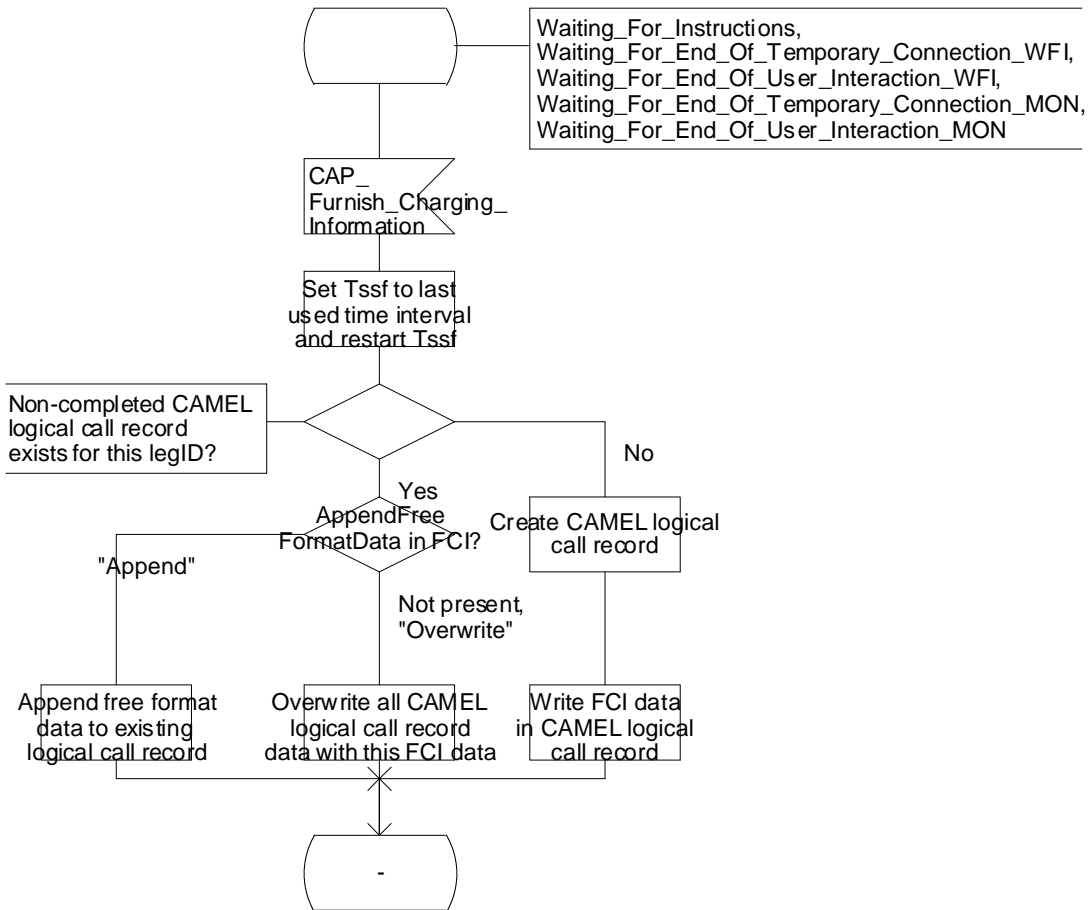 Waiting_For_Instructions,
Waiting_For_End_Of_Temporary_Connection_WFI,
Waiting_For_End_Of_User_Interaction_WFI,
Waiting_For_End_Of_Temporary_Connection_MON,
Waiting_For_End_Of_User_Interaction_MON
CAP_
Furnish_Charging_
Information
Set Tssf to last
used time interval
and restart Tssf
Non-completed CAMEL
logical call record
exists for this legID?
No
Yes
AppendFree
FormatData in FCI?
Create CAMEL logical
call record
"Append"
Not present,
"Overwrite"
Append free format
data to existing
logical call record
Overwrite all CAMEL
logical call record
data with this FCI data
Write FCI data
in CAMEL logical
call record
-